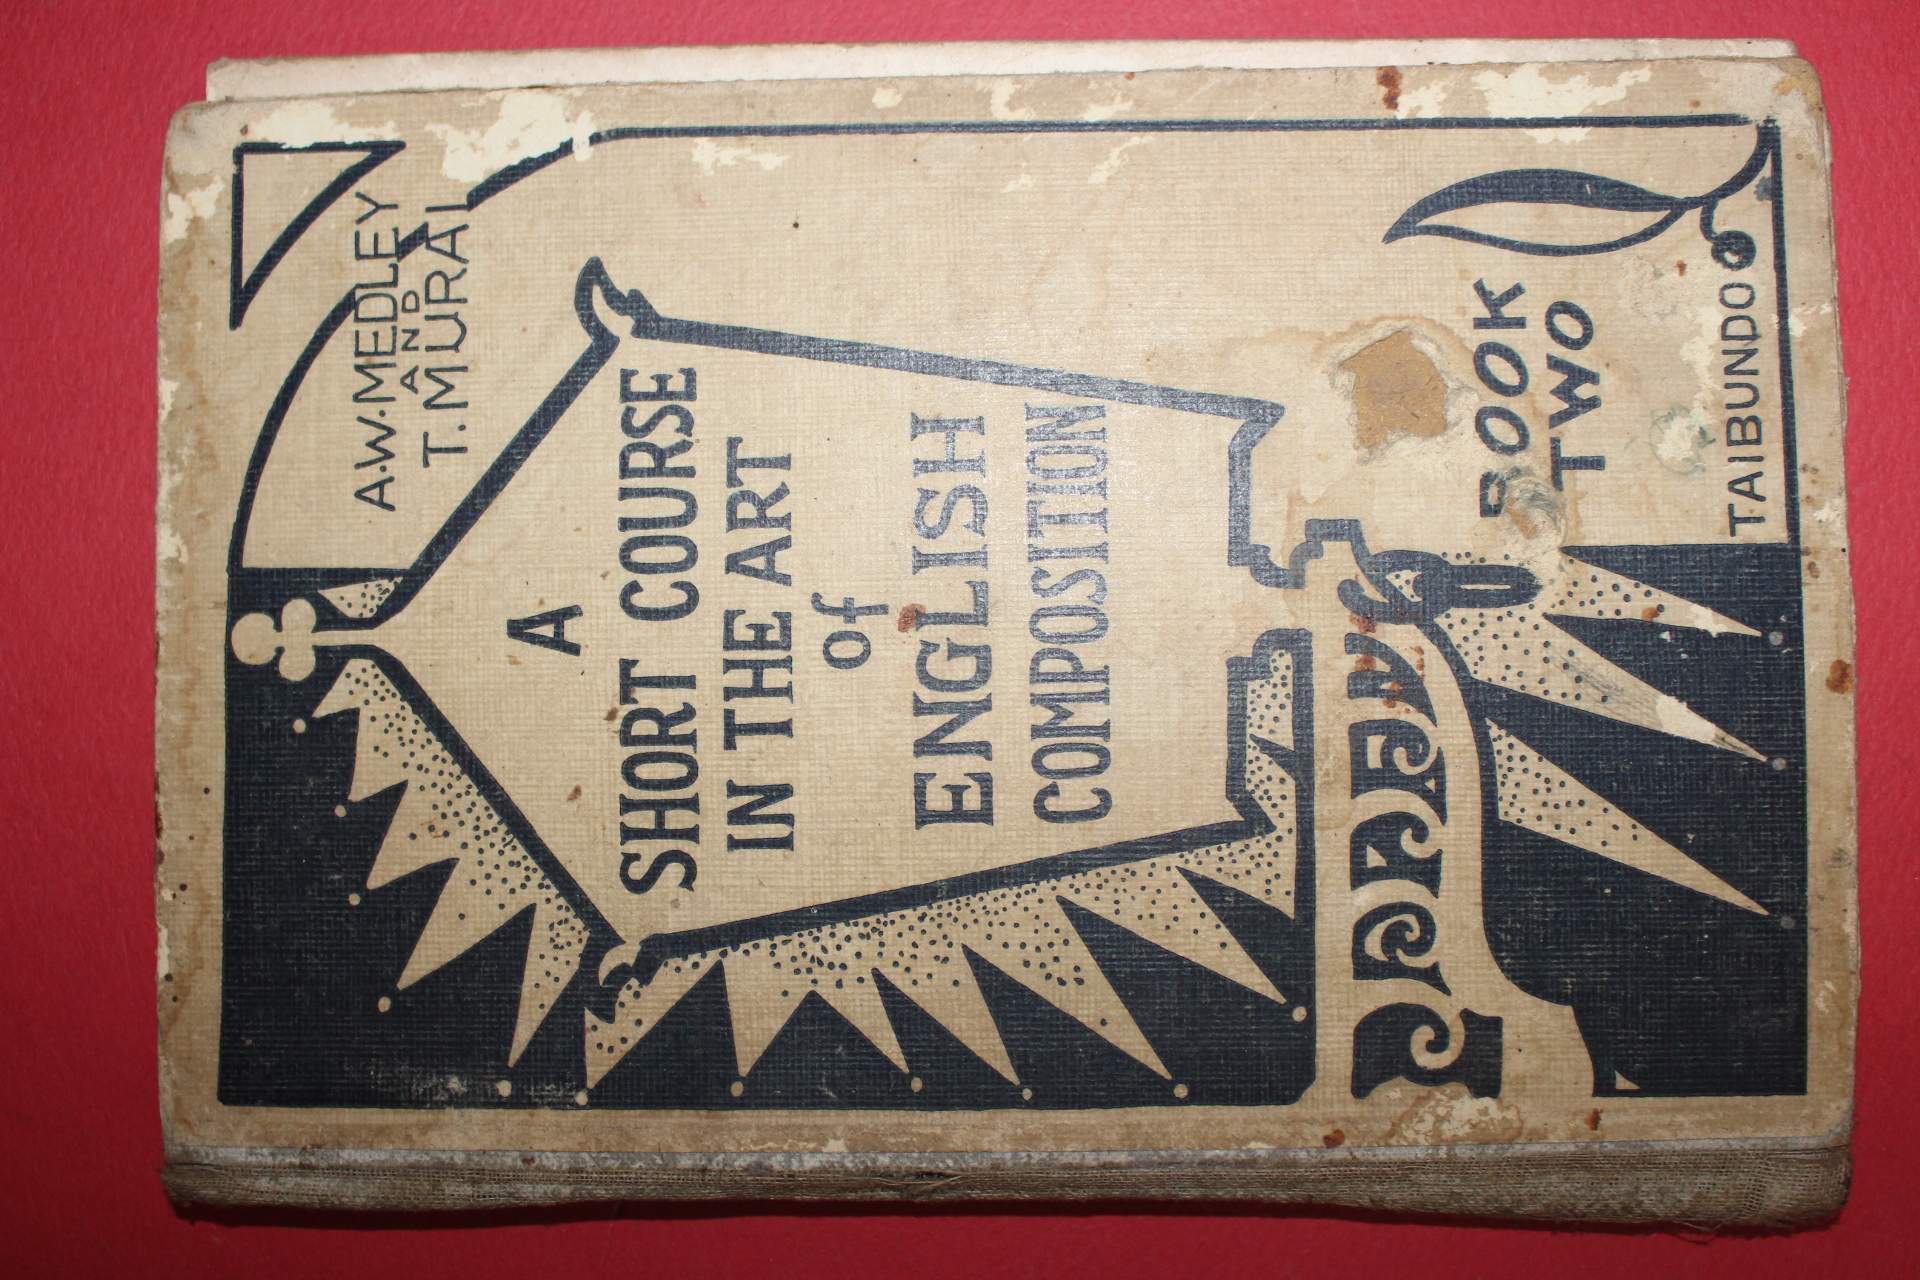 A.W. MEDLEY
AND
T. MURAI
A
SHORT COURSE
IN THE ART
of
ENGLISH
COMPOSITION
BOOK
TWO
TAIBUNDO